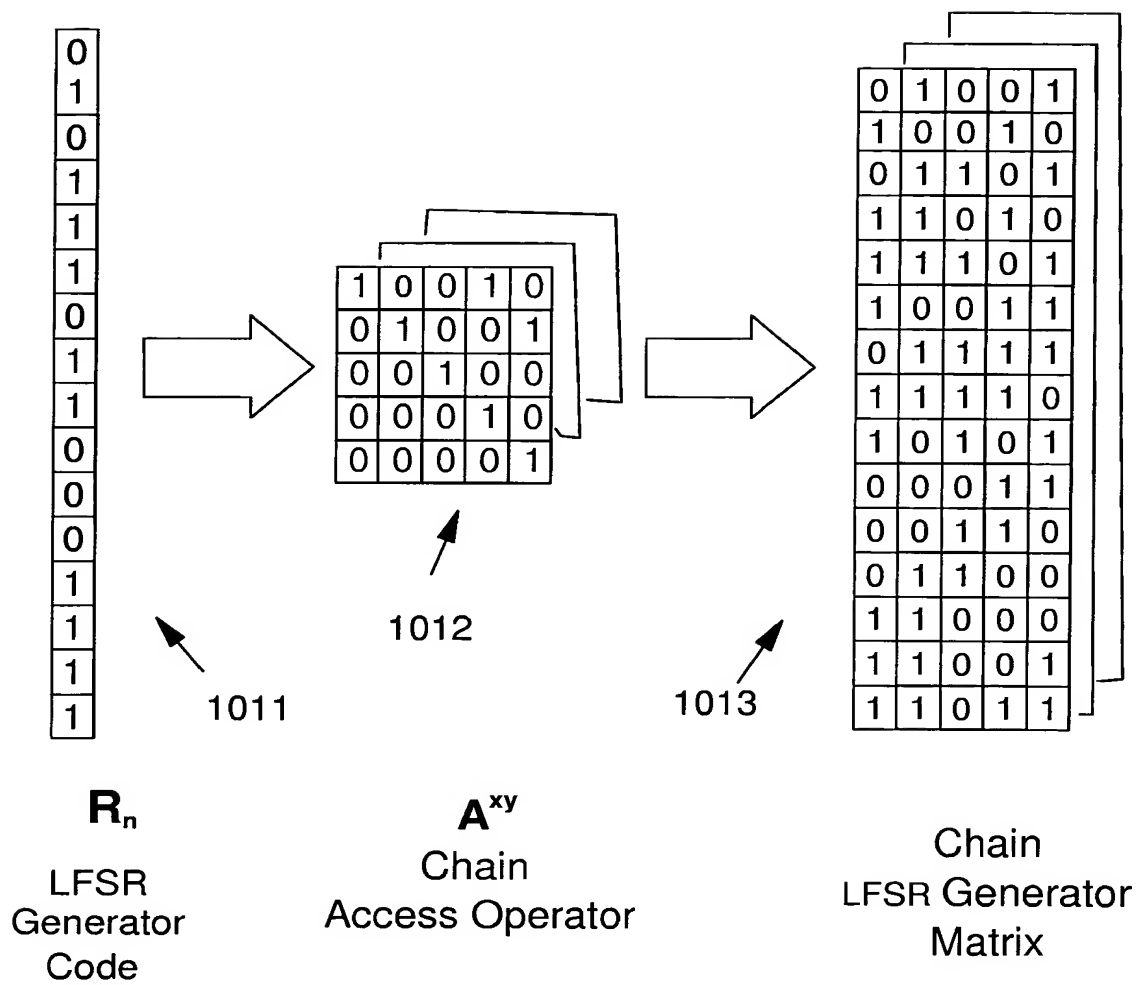 0
1
0
1
1
1
0
1
1
0
0
0
1
1
1
1
1011
R_n
LFSR
Generator
Code
1 0 0 1 0
0 1 0 0 1
0 0 1 0 0
0 0 0 1 0
0 0 0 0 1
1012
A^xy
Chain
Access Operator
0 1 0 0 1
1 0 0 1 0
0 1 1 0 1
1 1 0 1 0
1 1 1 0 1
1 0 0 1 1
0 1 1 1 1
1 1 1 1 0
1 0 1 0 1
0 0 0 1 1
0 0 1 1 0
0 1 1 0 0
1 1 0 0 0
1 1 0 0 1
1 1 0 1 1
1013
Chain
LFSR Generator
Matrix